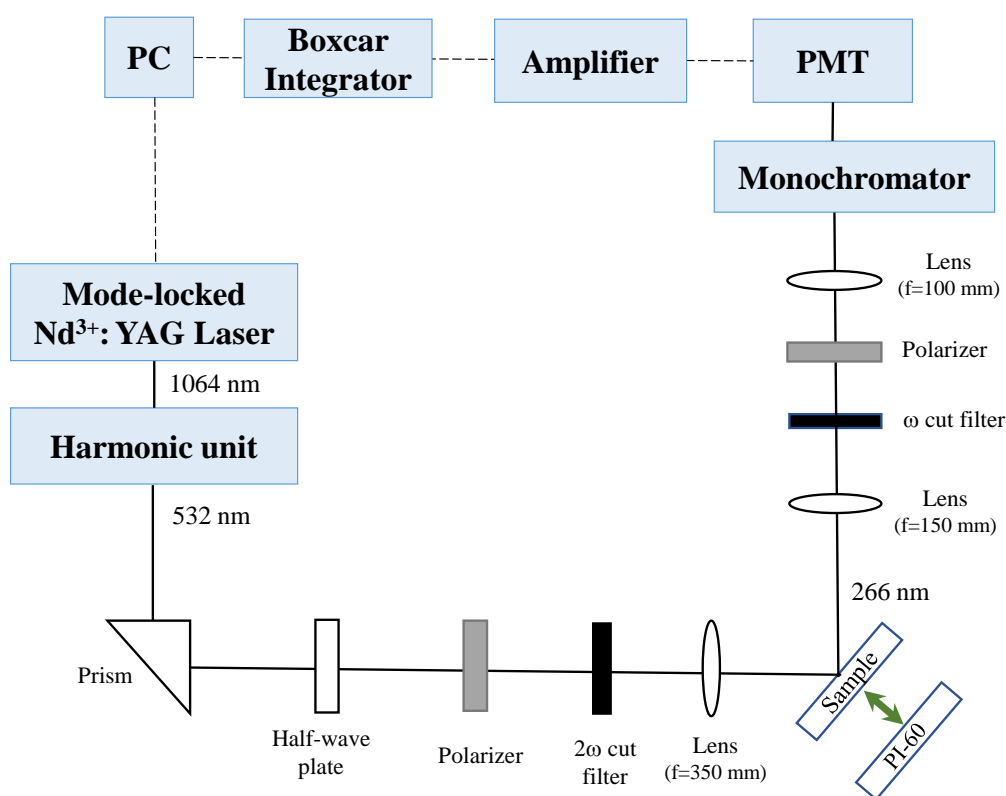 PC
Boxcar
Integrator
Amplifier
PMT
Monochromator
Lens
(f=100 mm)
Polarizer
ω cut filter
Lens
(f=150 mm)
266 nm
Mode-locked
Nd³⁺: YAG Laser
1064 nm
Harmonic unit
532 nm
Prism
Half-wave
plate
Polarizer
2ω cut
filter
Lens
(f=350 mm)
Sample
PI-60